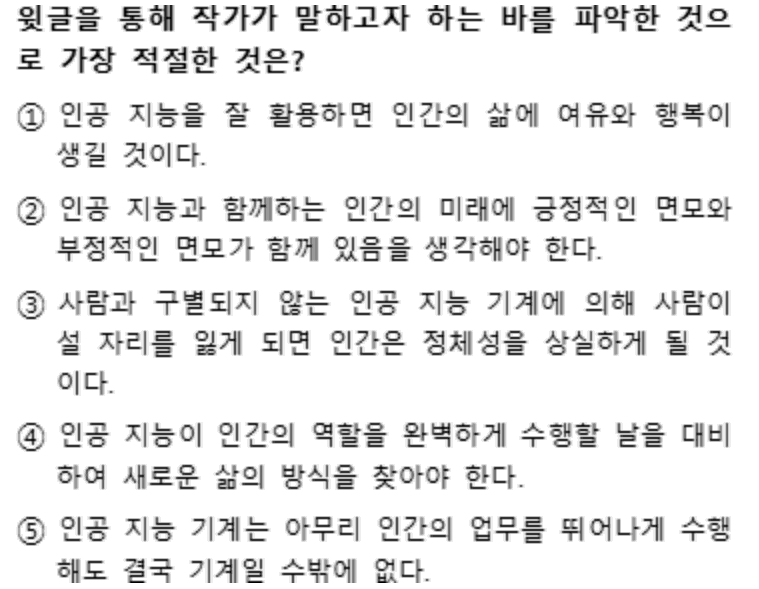 윗글을 통해 작가가 말하고자 하는 바를 파악한 것으
로 가장 적절한 것은?
① 인공 지능을 잘 활용하면 인간의 삶에 여유와 행복이
생길 것이다.
② 인공 지능과 함께하는 인간의 미래에 긍정적인 면모와
부정적인 면모가 함께 있음을 생각해야 한다.
③ 사람과 구별되지 않는 인공 지능 기계에 의해 사람이
설 자리를 잃게 되면 인간은 정체성을 상실하게 될 것
이다.
④ 인공 지능이 인간의 역할을 완벽하게 수행할 날을 대비
하여 새로운 삶의 방식을 찾아야 한다.
⑤ 인공 지능 기계는 아무리 인간의 업무를 뛰어나게 수행
해도 결국 기계일 수밖에 없다.